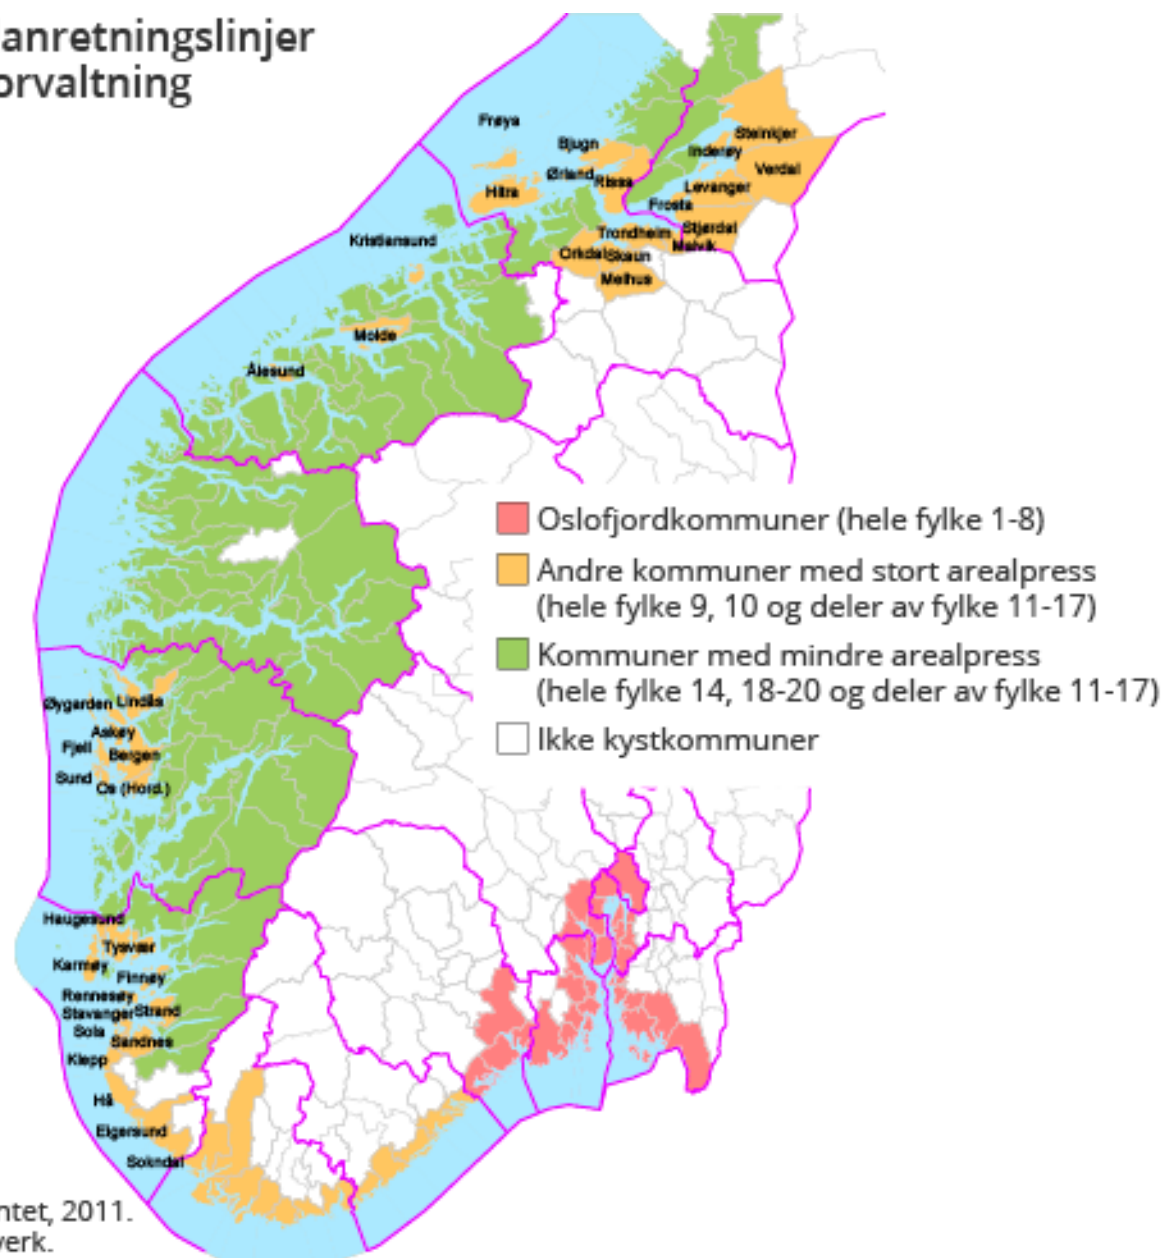 anretningslinjer
orvaltning
Frøya
Bjugn
Steinkjer
Inderøy
Verdal
Ørland
Rissa
Hitra
Levanger
Frosta
Stjørdal
Trondheim
Malvik
Kristiansund
Orkdal
Skaun
Melhus
Molde
Ålesund
Oslofjordkommuner (hele fylke 1-8)
Andre kommuner med stort arealpress
(hele fylke 9, 10 og deler av fylke 11-17)
Kommuner med mindre arealpress
(hele fylke 14, 18-20 og deler av fylke 11-17)
Ikke kystkommuner
Øygarden
Lindås
Askøy
Fjell
Bergen
Sund
Os (Hord.)
Haugesund
Tysvær
Karmøy
Finnøy
Rennesøy
Stavanger
Strand
Sola
Sandnes
Klepp
Hå
Eigersund
Sokndal
ntet, 2011.
verk.